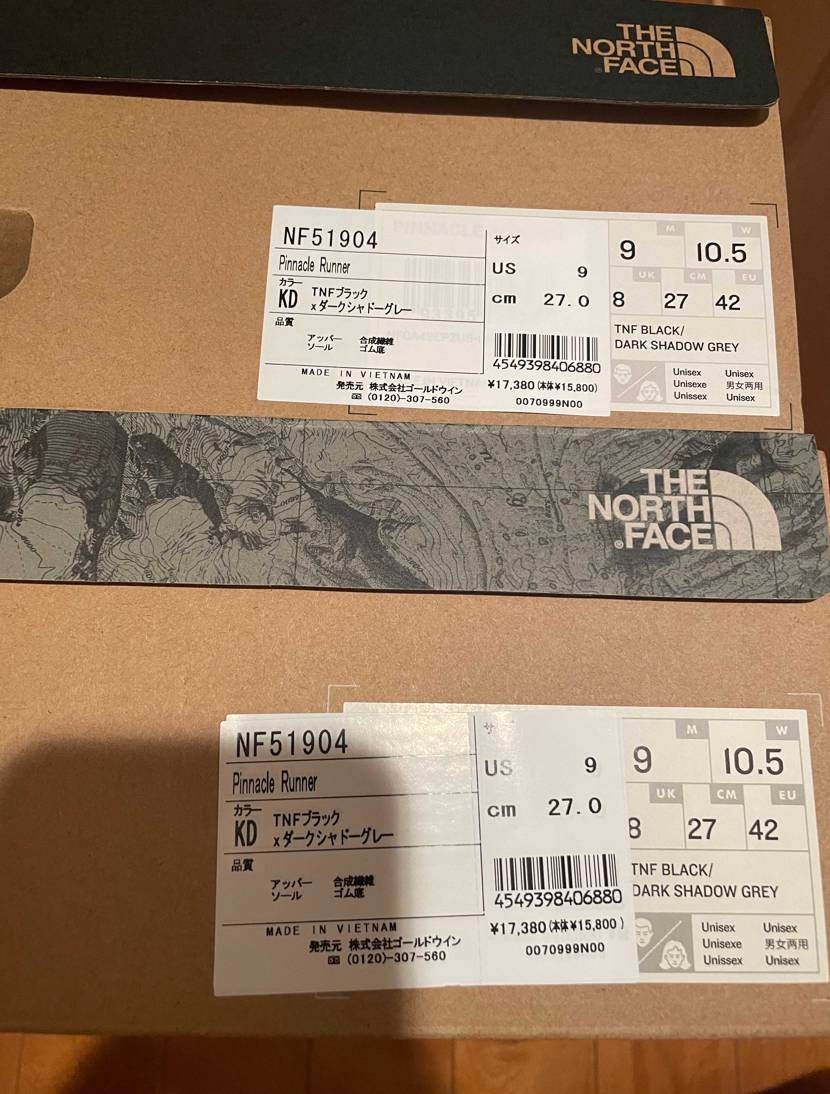 THE
NORTH
FACE
NF51904
Pinnacle Runner
カラー
KD TNFブラック
xダークシャドーグレー
品質
アッパー 合成繊維
ソール ゴム底
MADE IN VIETNAM
発売元 株式会社ゴールドウイン
(0120)-307-560
サイズ
US 9
cm 27.0
4549398406880
¥17,380(本体¥15,800)
0070999N00
M W
9 10.5
UK CM EU
8 27 42
TNF BLACK/
DARK SHADOW GREY
Unisex Unisex
Unisexe 男女两用
Unissex Unisex
THE
NORTH
.FACE®
NF51904
Pinnacle Runner
カラー
KD TNFブラック
xダークシャドーグレー
品質
アッパー 合成繊維
ソール ゴム底
MADE IN VIETNAM
発売元 株式会社ゴールドウイン
(0120)-307-560
US 9
cm 27.0
4549398406880
¥17,380(本体¥15,800)
0070999N00
M W
9 10.5
UK CM EU
8 27 42
TNF BLACK/
DARK SHADOW GREY
Unisex Unisex
Unisexe 男女两用
Unissex Unisex